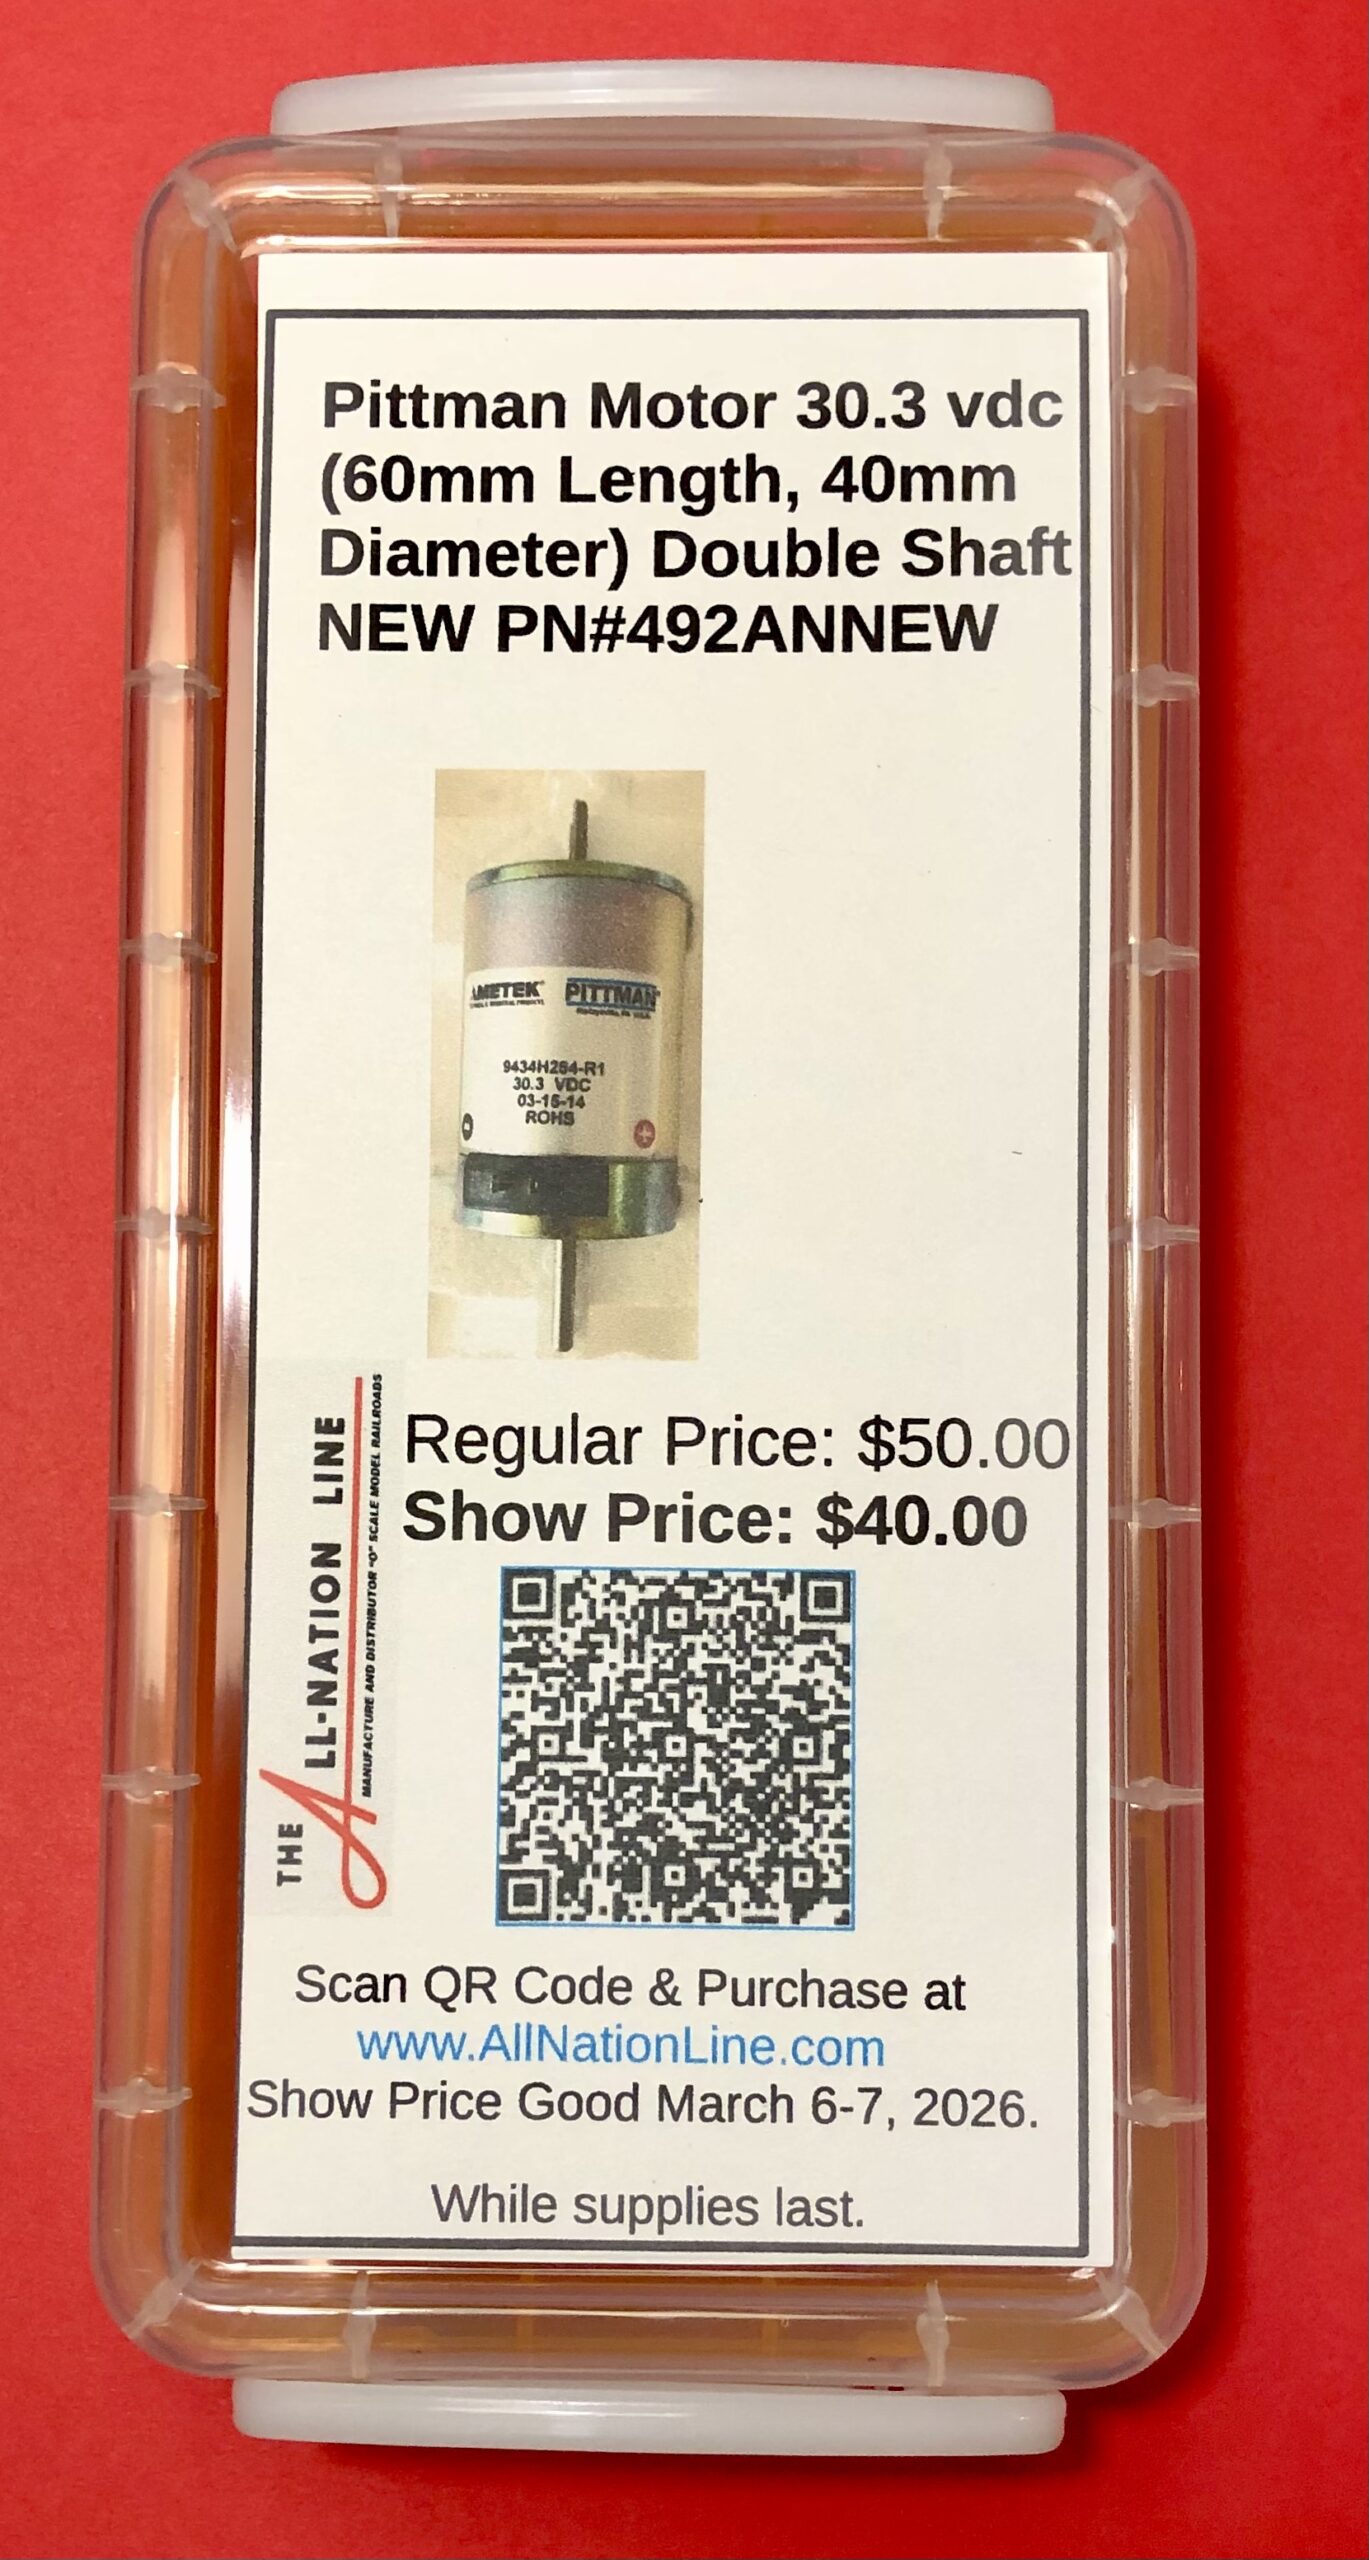 Pittman Motor 30.3 vdc
(60mm Length, 40mm
Diameter) Double Shaft
NEW PN#492ANNEW
AMETEK
PITTMAN
9434H264-R1
30.3 VDC
03-15-14
ROHS
Regular Price: $50.00
Show Price: $40.00
THE ALL-NATION LINE
MANUFACTURE AND DISTRIBUTOR "O" SCALE MODEL RAILROADS
Scan QR Code & Purchase at
www.AllNationLine.com
Show Price Good March 6-7, 2026.
While supplies last.